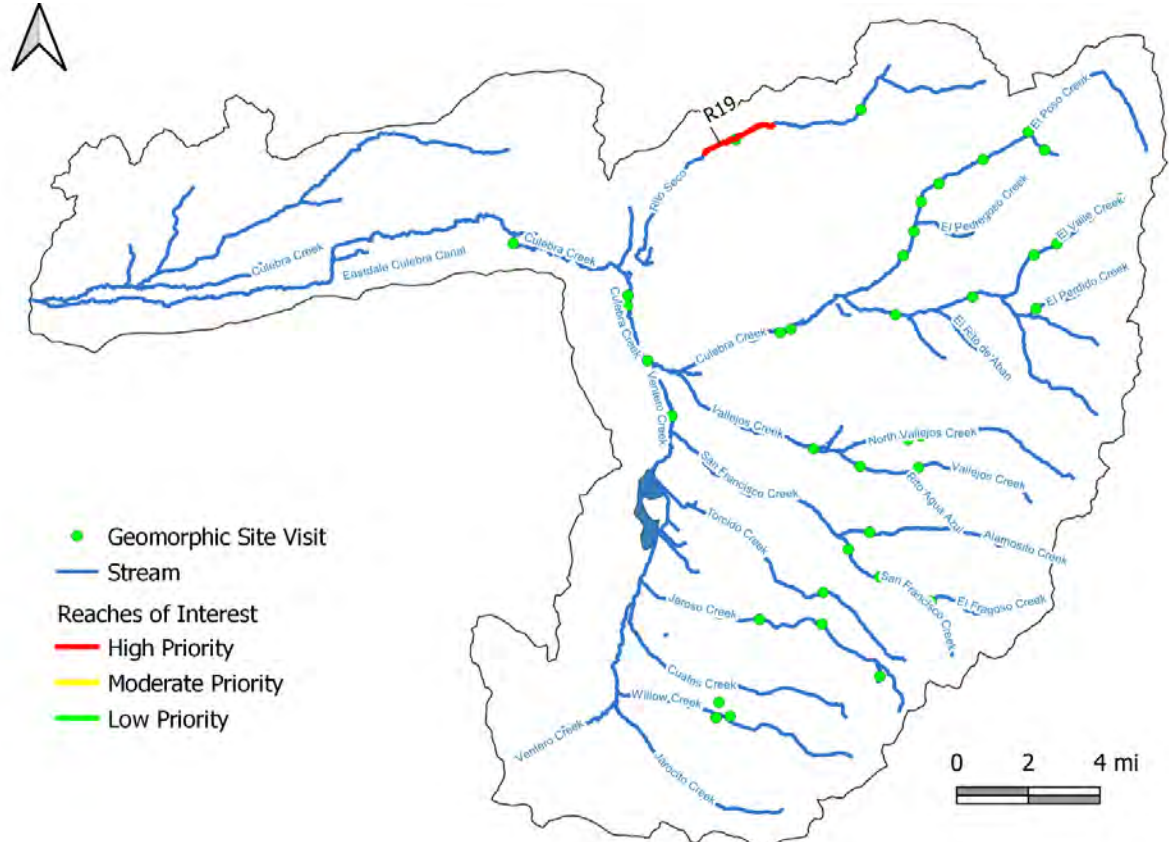 R19
El Poso Creek
Rito Seco
El Pedregoso Creek
El Valle Creek
Culebra Creek
Culebra Creek
Eastdale Culebra Canal
El Perdido Creek
Culebra Creek
Culebra Creek
El Rito de Aban
Ventero Creek
Vallejos Creek
North Vallejos Creek
San Francisco Creek
Vallejos Creek
Rito Agua Azul
Torcido Creek
Alamosito Creek
San Francisco Creek
El Fragoso Creek
Jaroso Creek
Cuates Creek
Willow Creek
Ventero Creek
Jarocito Creek
Geomorphic Site Visit
Stream
Reaches of Interest
High Priority
Moderate Priority
Low Priority
0 2 4 mi